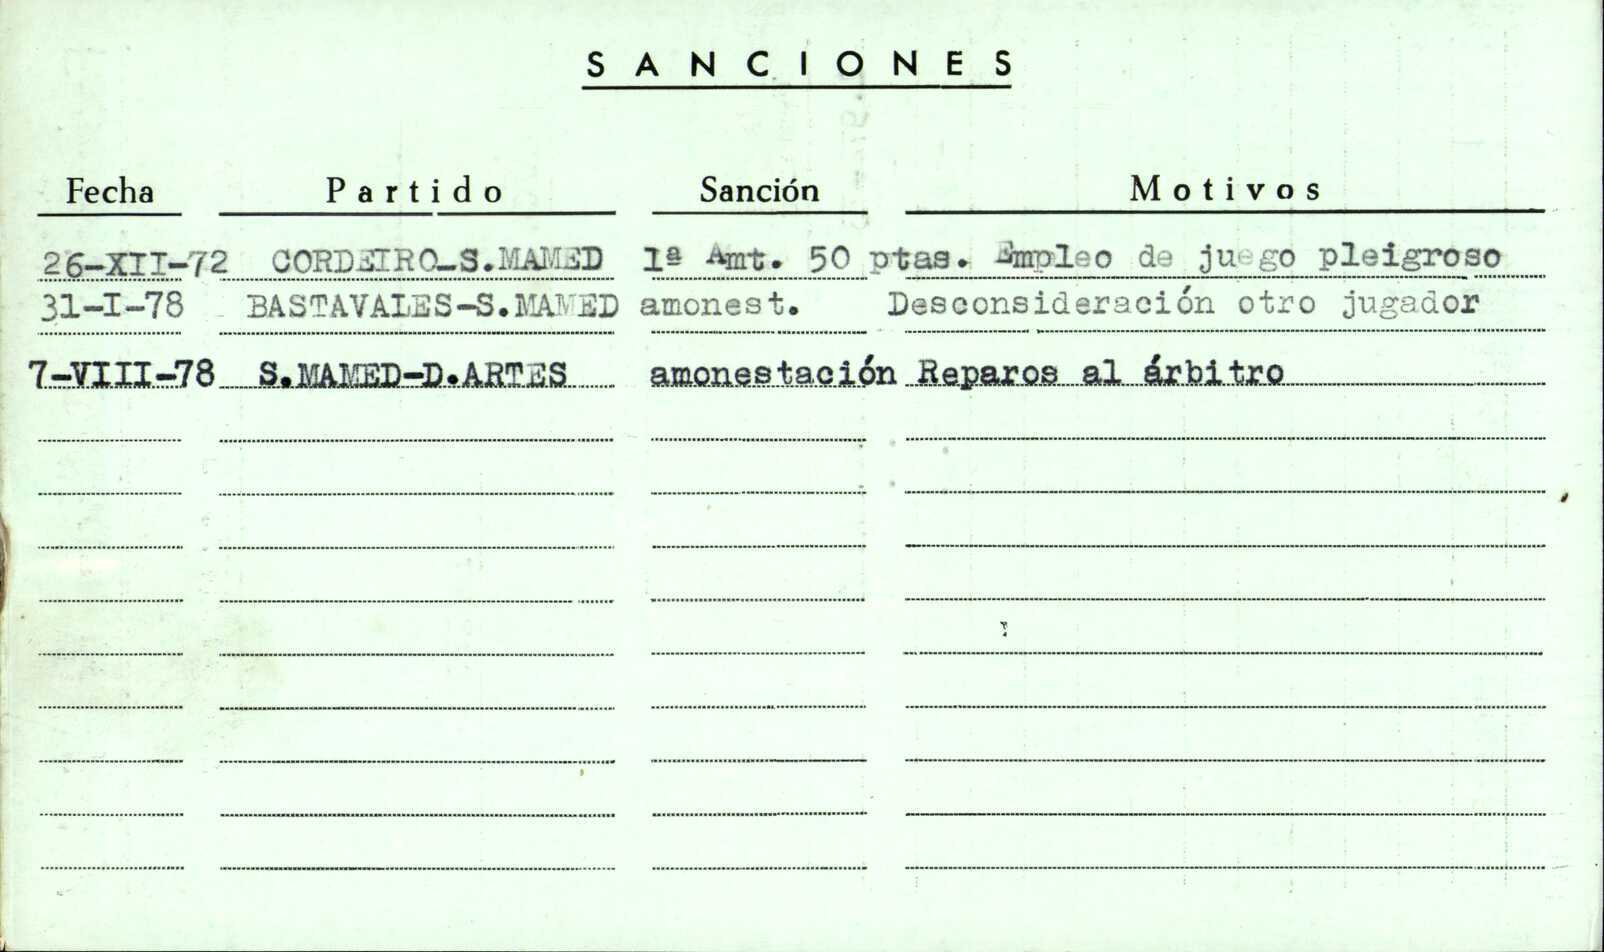 SANCIONES
Fecha Partido Sanción Motivos
26-XII-72 CORDEIRO-S.MAMED 1ª Amt. 50 ptas. Empleo de juego pleigroso
31-I-78 BASTAVALES-S.MAMED amonest. Desconsideración otro jugador
7-VIII-78 S.MAMED-D.ARTES amonestación Reparos al árbitro